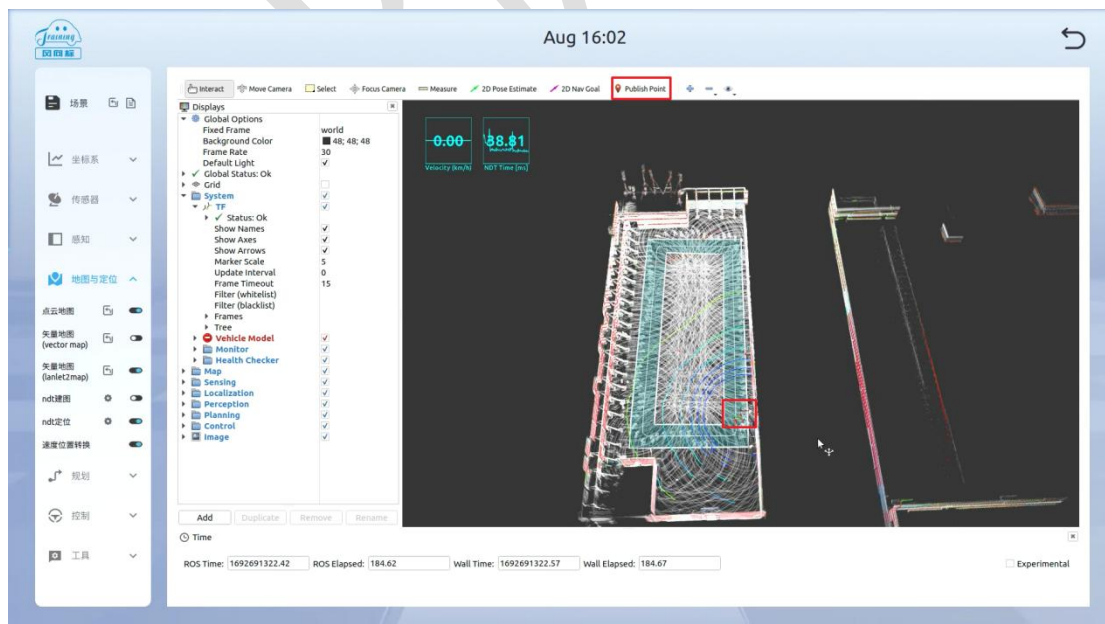 Training
风向标
Aug 16:02
场景
坐标系
传感器
感知
地图与定位
点云地图
矢量地图
(vector map)
矢量地图
(lanlet2map)
ndt建图
ndt定位
速度位置转换
规划
控制
工具
Interact Move Camera Select Focus Camera Measure 2D Pose Estimate 2D Nav Goal Publish Point
Displays
Global Options
Fixed Frame world
Background Color 48; 48; 48
Frame Rate 30
Default Light
Global Status: Ok
Grid
System
TF
Status: Ok
Show Names
Show Axes
Show Arrows
Marker Scale 5
Update Interval 0
Frame Timeout 15
Filter (whitelist)
Filter (blacklist)
Frames
Tree
Vehicle Model
Monitor
Health Checker
Map
Sensing
Localization
Perception
Planning
Control
Image
Add Duplicate Remove Rename
0.00 38.81
Velocity (km/h) NDT Time (ms)
Time
ROS Time: 1692691322.42 ROS Elapsed: 184.62 Wall Time: 1692691322.57 Wall Elapsed: 184.67 Experimental